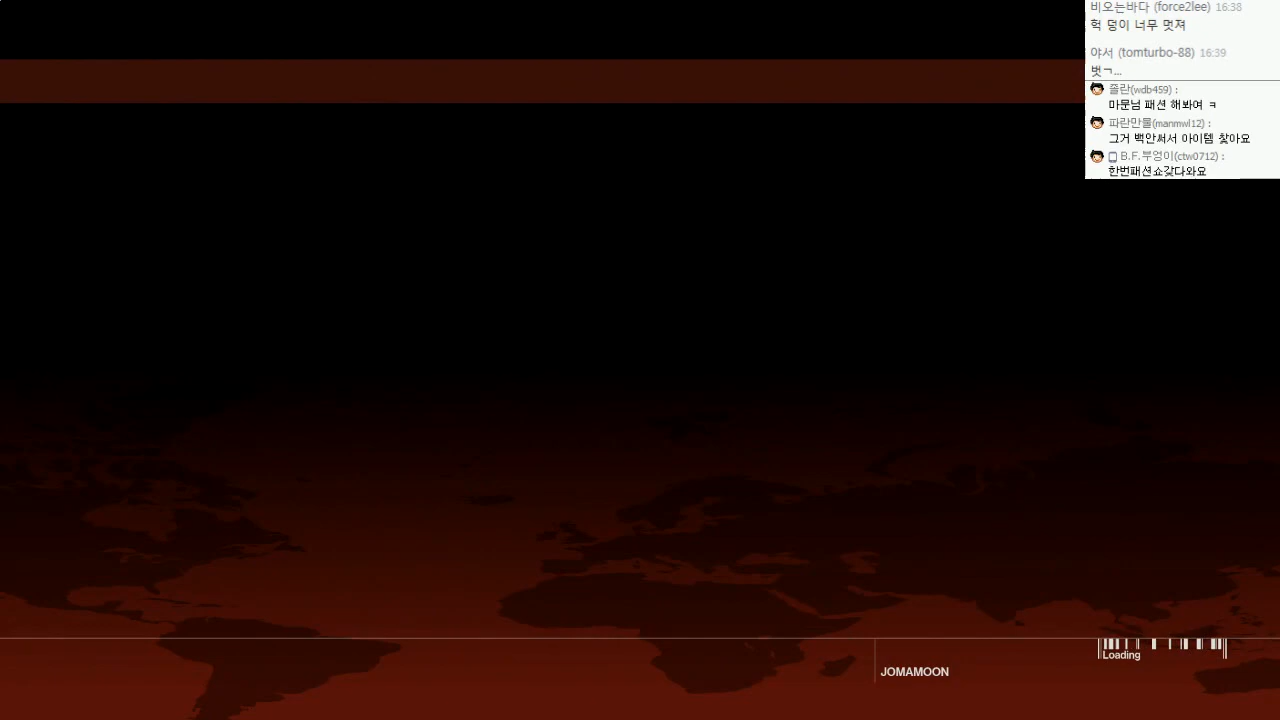 비오는바다 (force2lee) 16:38
헉 덩이 너무 멋져
야서 (tomturbo-88) 16:39
벗ㄱ...
졸란(wdb459) :
마문님 패션 해봐여 ㅋ
파란만물(manmwl12) :
그거 백안써서 아이템 찾아요
B.F.부엉이(ctw0712) :
한번패션쇼갖다와요
Loading
JOMAMOON